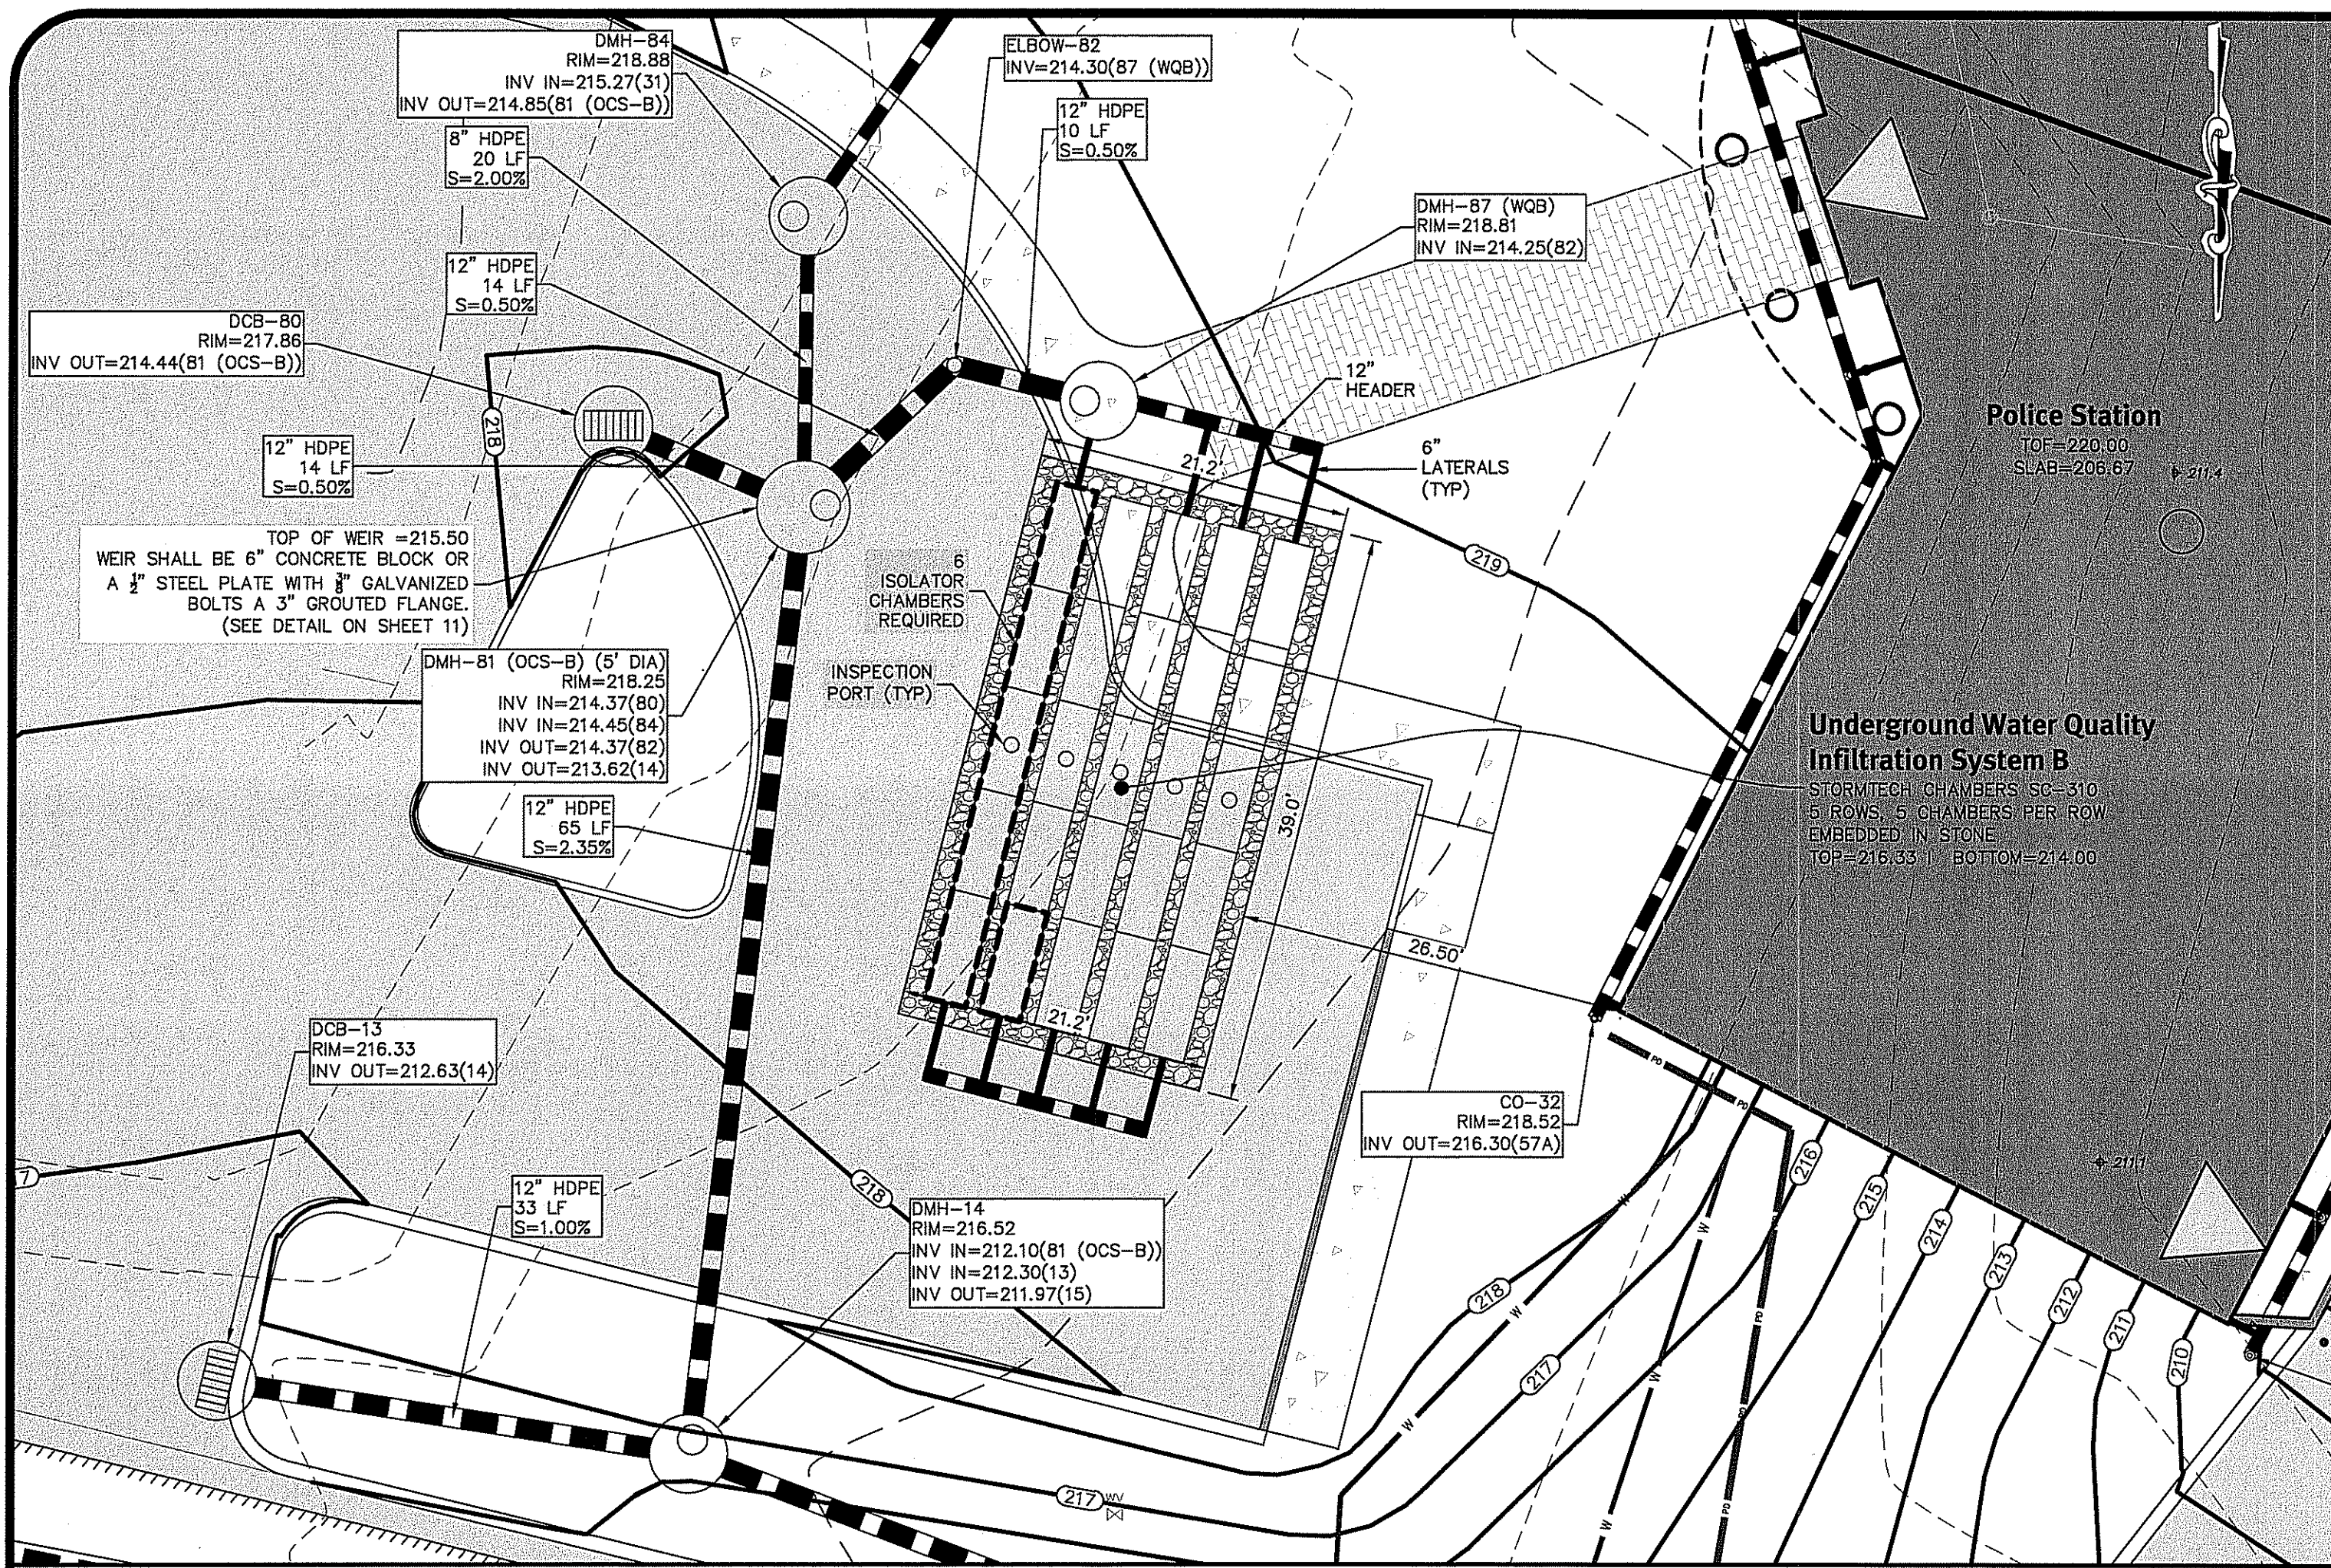 DMH-84
RIM=218.88
INV IN=215.27(31)
INV OUT=214.85(81 (OCS-B))
8" HDPE
20 LF
S=2.00%
12" HDPE
14 LF
S=0.50%
ELBOW-82
INV=214.30(87 (WQB))
12" HDPE
10 LF
S=0.50%
DMH-87 (WQB)
RIM=218.81
INV IN=214.25(82)
DCB-80
RIM=217.86
INV OUT=214.44(81 (OCS-B))
218
12" HDPE
14 LF
S=0.50%
12"
HEADER
6"
LATERALS
(TYP)
21.2'
Police Station
TOF=220.00
SLAB=206.67
211.4
TOP OF WEIR =215.50
WEIR SHALL BE 6" CONCRETE BLOCK OR
A ½" STEEL PLATE WITH ⅜" GALVANIZED
BOLTS A 3" GROUTED FLANGE.
(SEE DETAIL ON SHEET 11)
6
ISOLATOR
CHAMBERS
REQUIRED
219
INSPECTION
PORT (TYP)
DMH-81 (OCS-B) (5' DIA)
RIM=218.25
INV IN=214.37(80)
INV IN=214.45(84)
INV OUT=214.37(82)
INV OUT=213.62(14)
12" HDPE
65 LF
S=2.35%
39.0'
Underground Water Quality
Infiltration System B
STORMTECH CHAMBERS SC-310
5 ROWS, 5 CHAMBERS PER ROW
EMBEDDED IN STONE
TOP=216.33 | BOTTOM=214.00
26.50'
21.2'
DCB-13
RIM=216.33
INV OUT=212.63(14)
CO-32
RIM=218.52
INV OUT=216.30(57A)
PD
PD
7
12" HDPE
33 LF
S=1.00%
218
DMH-14
RIM=216.52
INV IN=212.10(81 (OCS-B))
INV IN=212.30(13)
INV OUT=211.97(15)
W
W
W
W
W
W
PD
PD
PD
PD
218
217
216
215
214
213
212
211
210
211.1
217
WV